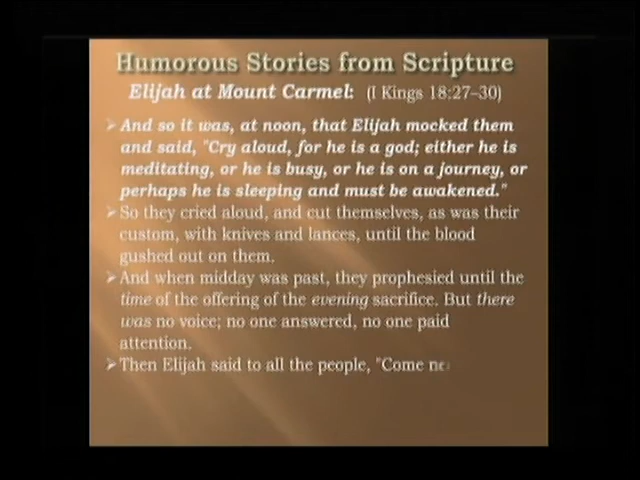 Humorous Stories from Scripture
Elijah at Mount Carmel: (I Kings 18:27–30)
➢ And so it was, at noon, that Elijah mocked them
and said, "Cry aloud, for he is a god; either he is
meditating, or he is busy, or he is on a journey, or
perhaps he is sleeping and must be awakened."
➢ So they cried aloud, and cut themselves, as was their
custom, with knives and lances, until the blood
gushed out on them.
➢ And when midday was past, they prophesied until the
time of the offering of the evening sacrifice. But there
was no voice; no one answered, no one paid
attention.
➢ Then Elijah said to all the people, "Come